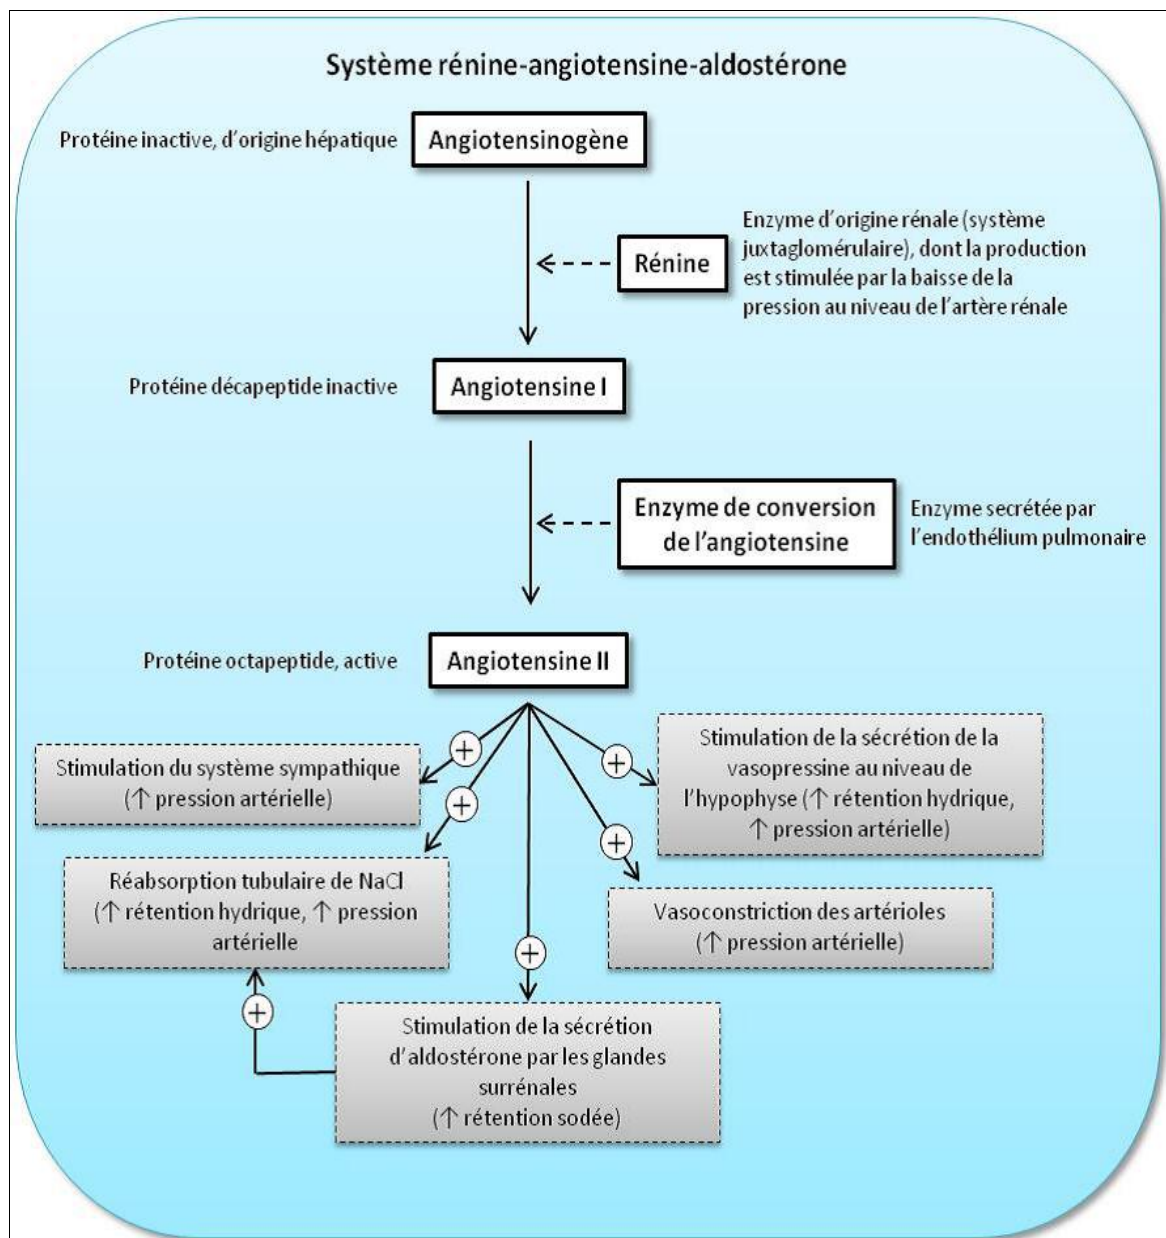 Système rénine-angiotensine-aldostérone
Protéine inactive, d'origine hépatique
Angiotensinogène
Rénine
Enzyme d'origine rénale (système
juxtaglomérulaire), dont la production
est stimulée par la baisse de la
pression au niveau de l'artère rénale
Protéine décapeptide inactive
Angiotensine I
Enzyme de conversion
de l'angiotensine
Enzyme secrétée par
l'endothélium pulmonaire
Protéine octapeptide, active
Angiotensine II
+
+
+
+
+
Stimulation du système sympathique
(↑ pression artérielle)
Stimulation de la sécrétion de la
vasopressine au niveau de
l'hypophyse (↑ rétention hydrique,
↑ pression artérielle)
Réabsorption tubulaire de NaCl
(↑ rétention hydrique, ↑ pression
artérielle
Vasoconstriction des artérioles
(↑ pression artérielle)
+
Stimulation de la sécrétion
d'aldostérone par les glandes
surrénales
(↑ rétention sodée)